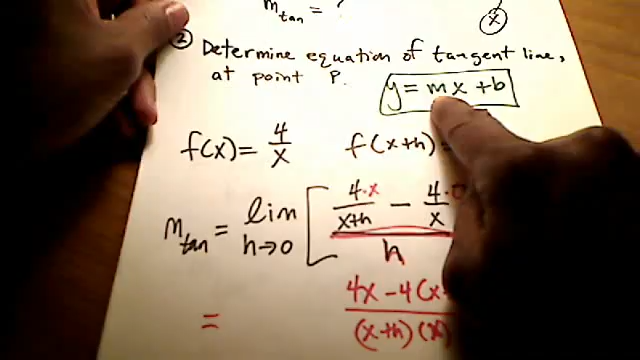 m_tan = ?
x
② Determine equation of tangent line,
at point P.
y = mx + b
f(x) = 4/x f(x+h) =
m_tan = lim h→0 [ 4·x/x+h − 4/x
h
= 4x − 4(x
(x+h)(x)